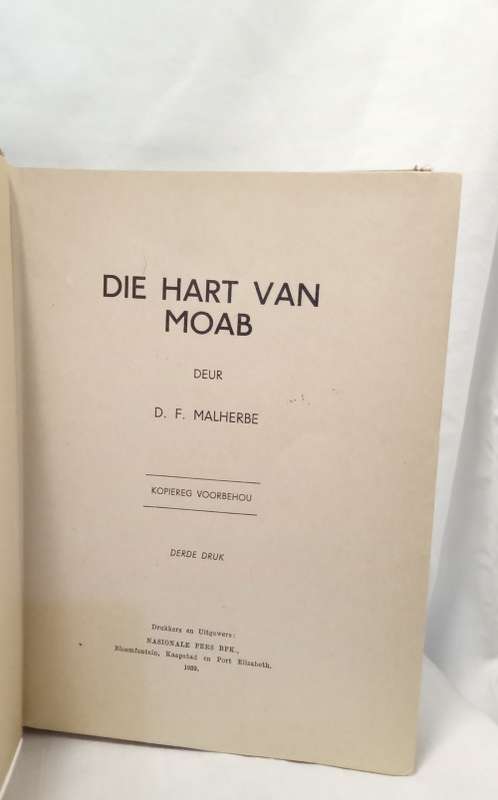 DIE HART VAN
MOAB
DEUR
D. F. MALHERBE
KOPIEREG VOORBEHOU
DERDE DRUK
Drukkers en Uitgewers:
NASIONALE PERS BPK.,
Bloemfontein, Kaapstad en Port Elizabeth.
1939.